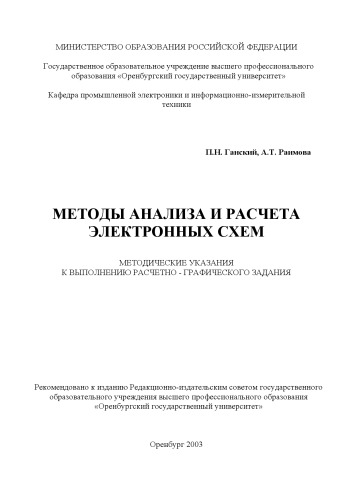 МИНИСТЕРСТВО ОБРАЗОВАНИЯ РОССИЙСКОЙ ФЕДЕРАЦИИ
Государственное образовательное учреждение высшего профессионального
образования «Оренбургский государственный университет»
Кафедра промышленной электроники и информационно-измерительной
техники
П.Н. Ганский, А.Т. Раимова
МЕТОДЫ АНАЛИЗА И РАСЧЕТА
ЭЛЕКТРОННЫХ СХЕМ
МЕТОДИЧЕСКИЕ УКАЗАНИЯ
К ВЫПОЛНЕНИЮ РАСЧЕТНО - ГРАФИЧЕСКОГО ЗАДАНИЯ
Рекомендовано к изданию Редакционно-издательским советом государственного
образовательного учреждения высшего профессионального образования
«Оренбургский государственный университет»
Оренбург 2003